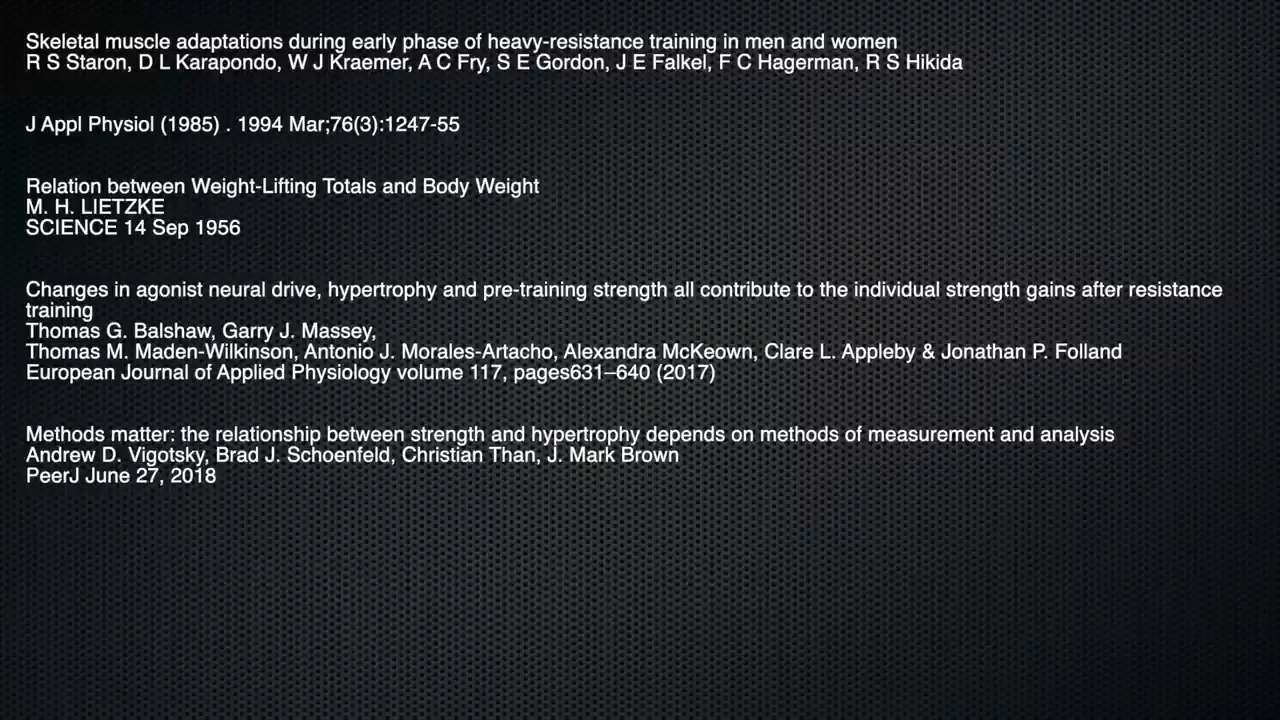 Skeletal muscle adaptations during early phase of heavy-resistance training in men and women
R S Staron, D L Karapondo, W J Kraemer, A C Fry, S E Gordon, J E Falkel, F C Hagerman, R S Hikida
J Appl Physiol (1985) . 1994 Mar;76(3):1247-55
Relation between Weight-Lifting Totals and Body Weight
M. H. LIETZKE
SCIENCE 14 Sep 1956
Changes in agonist neural drive, hypertrophy and pre-training strength all contribute to the individual strength gains after resistance
training
Thomas G. Balshaw, Garry J. Massey,
Thomas M. Maden-Wilkinson, Antonio J. Morales-Artacho, Alexandra McKeown, Clare L. Appleby & Jonathan P. Folland
European Journal of Applied Physiology volume 117, pages631–640 (2017)
Methods matter: the relationship between strength and hypertrophy depends on methods of measurement and analysis
Andrew D. Vigotsky, Brad J. Schoenfeld, Christian Than, J. Mark Brown
PeerJ June 27, 2018